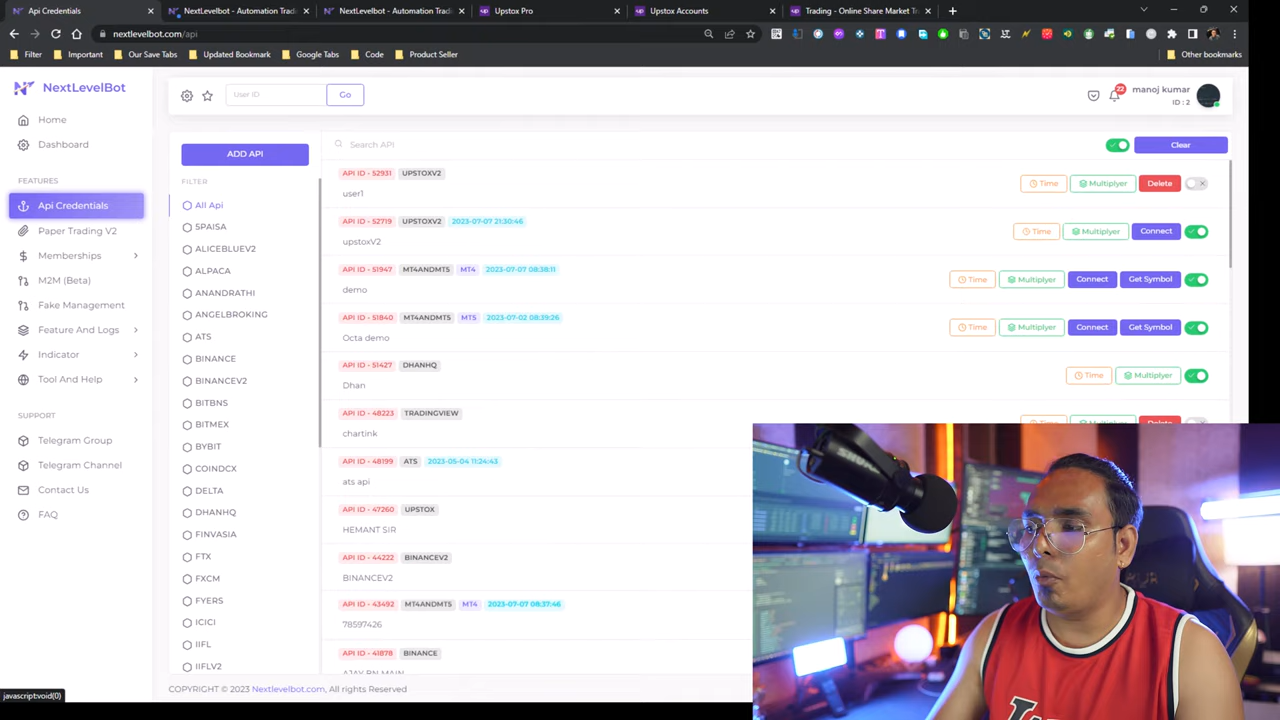 Api Credentials
NextLevelBot - Automation Trad
NextLevelBot - Automation Trad
Upstox Pro
Upstox Accounts
Trading - Online Share Market Tr
nextlevelbot.com/api
Filter
Important
Our Save Tabs
Updated Bookmark
Google Tabs
Code
Product Seller
Other bookmarks
NextLevelBot
Home
Dashboard
FEATURES
Api Credentials
Paper Trading V2
Memberships
M2M (Beta)
Fake Management
Feature And Logs
Indicator
Tool And Help
SUPPORT
Telegram Group
Telegram Channel
Contact Us
FAQ
javascript:void(0)
User ID
Go
22
manoj kumar
ID : 2
ADD API
FILTER
All Api
5PAISA
ALICEBLUEV2
ALPACA
ANANDRATHI
ANGELBROKING
ATS
BINANCE
BINANCEV2
BITBNS
BITMEX
BYBIT
COINDCX
DELTA
DHANHQ
FINVASIA
FTX
FXCM
FYERS
ICICI
IIFL
IIFLV2
Search API
Clear
API ID - 52931 UPSTOXV2
user1
Time Multiplyer Delete
API ID - 52719 UPSTOXV2 2023-07-07 21:30:46
upstoxV2
Time Multiplyer Connect
API ID - 51947 MT4ANDMT5 MT4 2023-07-07 08:38:11
demo
Time Multiplyer Connect Get Symbol
API ID - 51840 MT4ANDMT5 MT5 2023-07-02 08:39:26
Octa demo
Time Multiplyer Connect Get Symbol
API ID - 51427 DHANHQ
Dhan
Time Multiplyer
API ID - 48223 TRADINGVIEW
chartink
API ID - 48199 ATS 2023-05-04 11:24:43
ats api
API ID - 47260 UPSTOX
HEMANT SIR
API ID - 44222 BINANCEV2
BINANCEV2
API ID - 43492 MT4ANDMT5 MT4 2023-07-07 08:37:46
78597426
API ID - 41878 BINANCE
AJAY BN MAIN
COPYRIGHT © 2023 Nextlevelbot.com, All rights Reserved